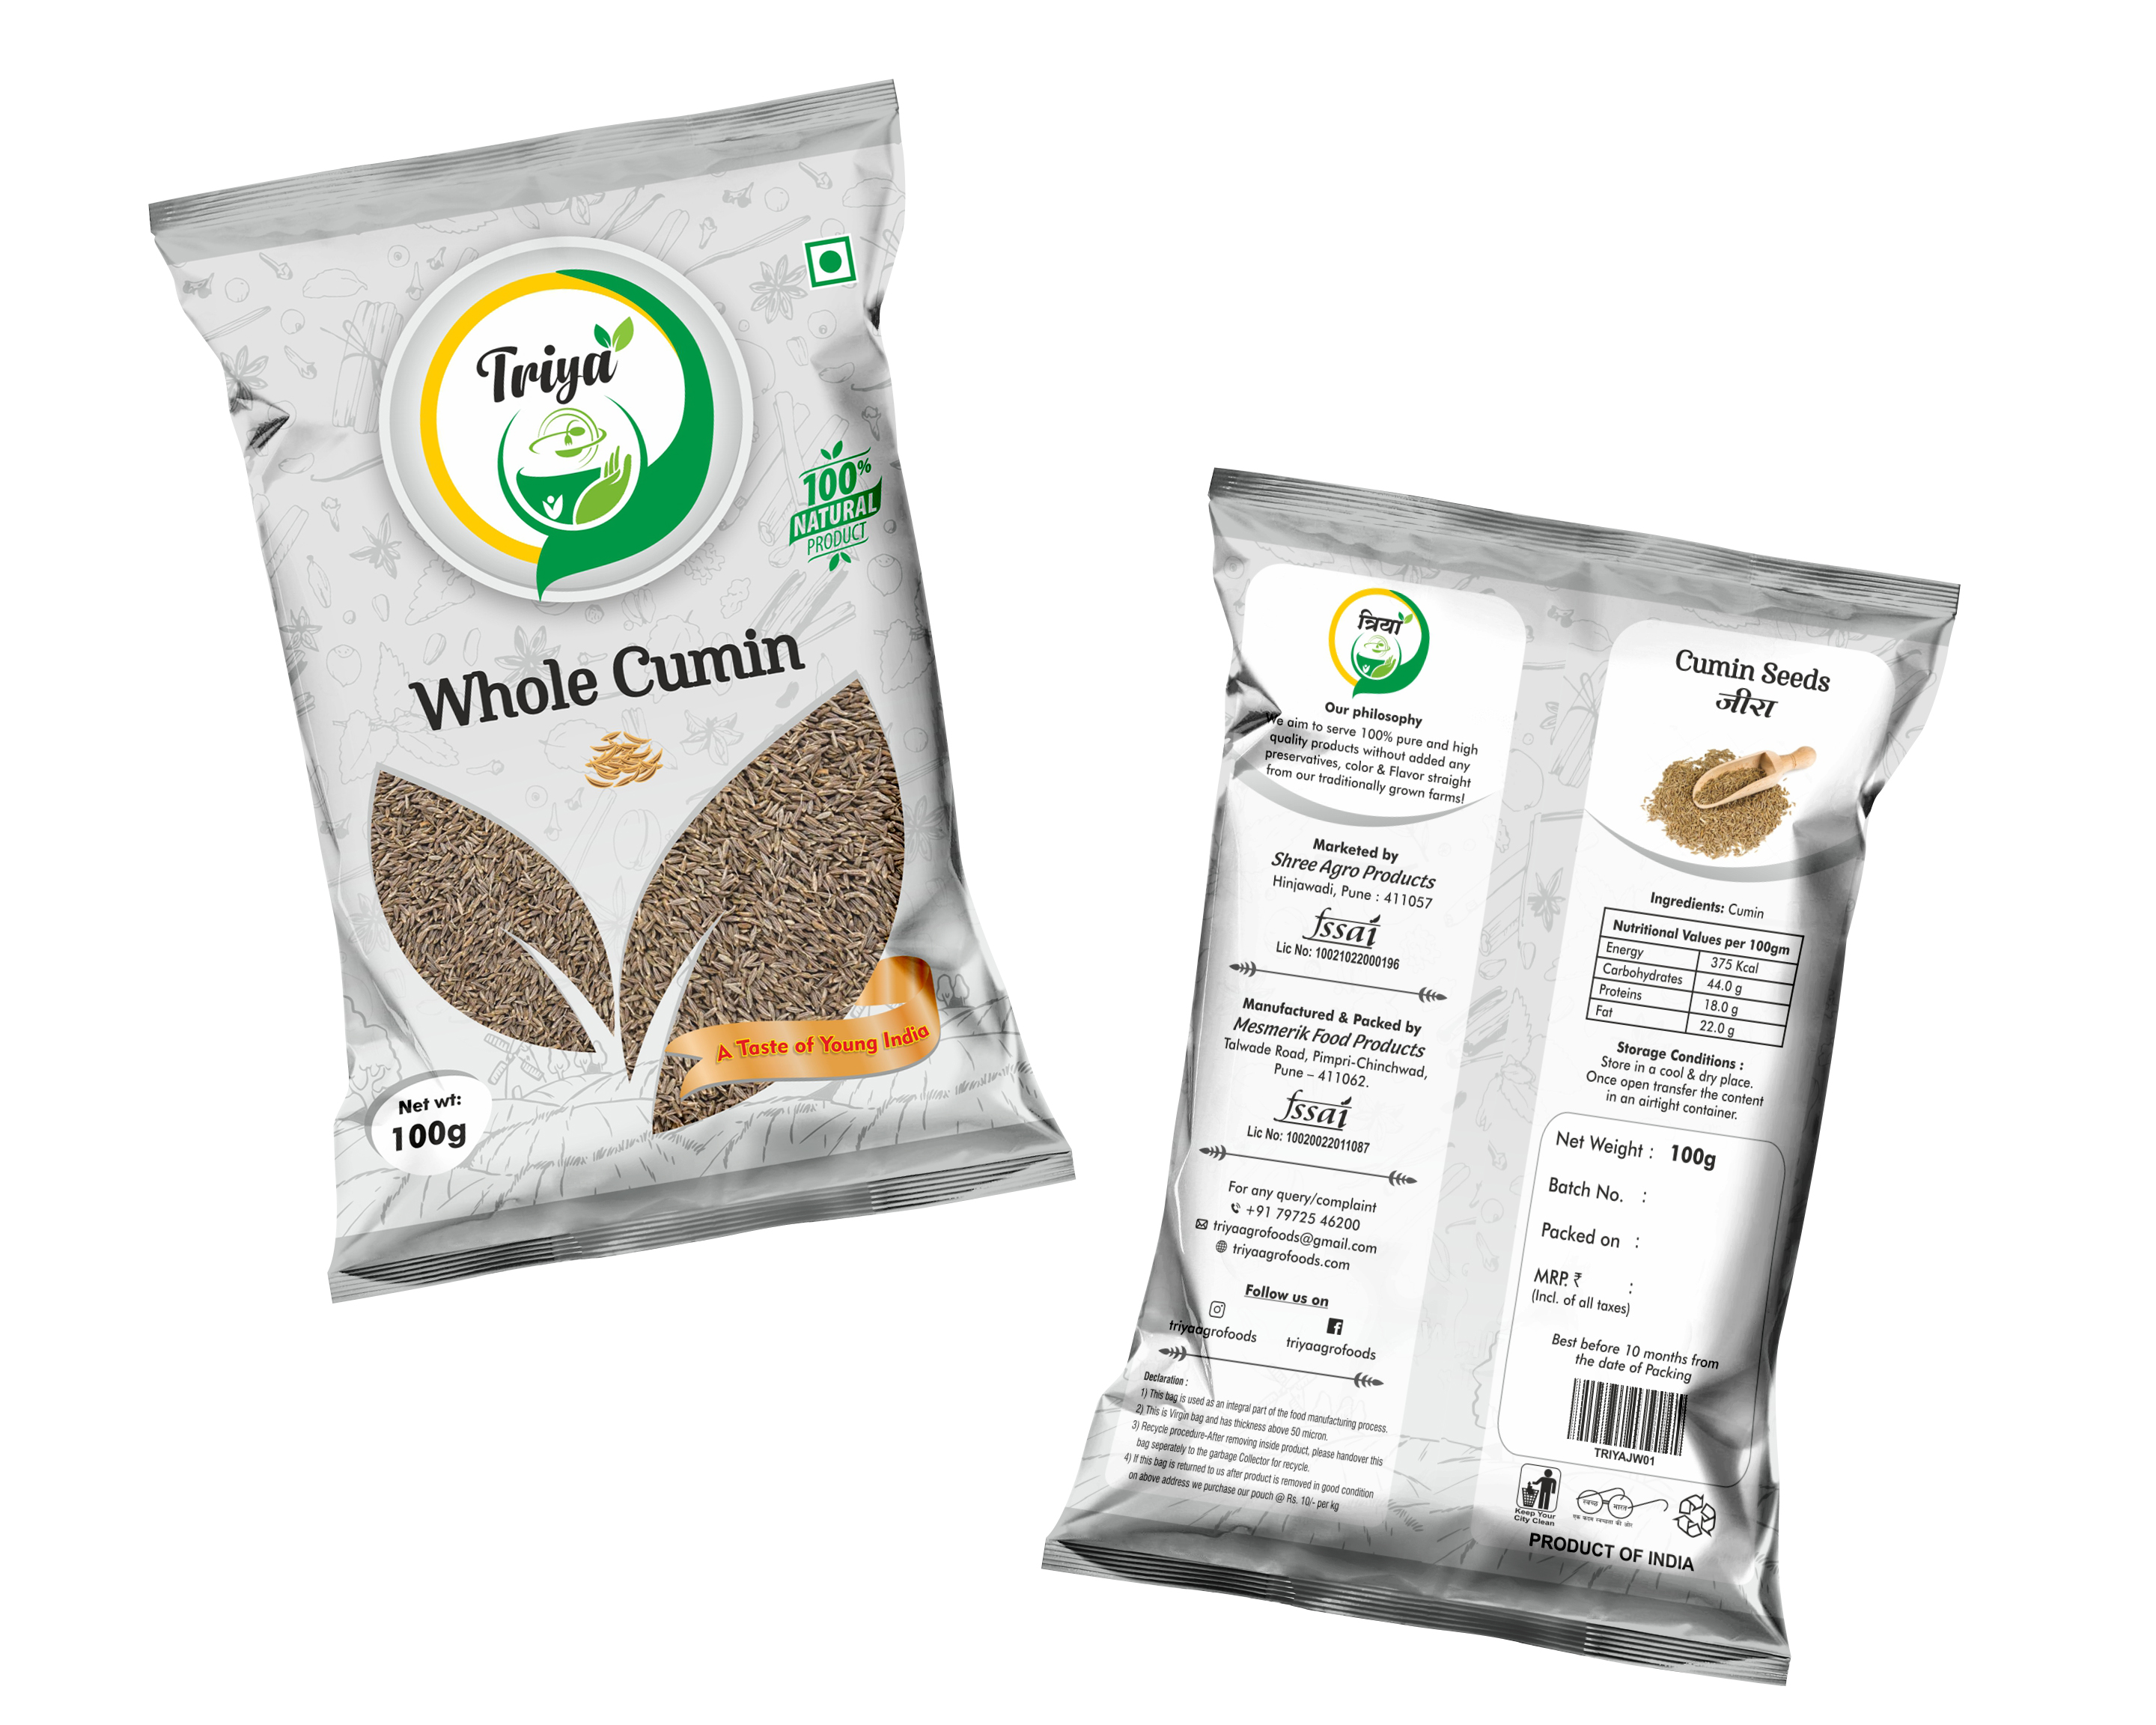 Triya
100%
NATURAL
PRODUCT
Whole Cumin
A Taste of Young India
Net wt:
100g
त्रिया
Our philosophy
We aim to serve 100% pure and high
quality products without added any
preservatives, color & Flavor straight
from our traditionally grown farms!
Marketed by
Shree Agro Products
Hinjawadi, Pune : 411057
fssai
Lic No: 10021022000196
Manufactured & Packed by
Mesmerik Food Products
Talwade Road, Pimpri-Chinchwad,
Pune – 411062.
fssai
Lic No: 10020022011087
For any query/complaint
+91 79725 46200
triyaagrofoods@gmail.com
triyaagrofoods.com
Follow us on
triyaagrofoods
triyaagrofoods
Declaration :
1) This bag is used as an integral part of the food manufacturing process.
2) This is Virgin bag and has thickness above 50 micron.
3) Recycle procedure-After removing inside product, please handover this
bag seperately to the garbage Collector for recycle.
4) If this bag is returned to us after product is removed in good condition
on above address we purchase our pouch @ Rs. 10/- per kg
Cumin Seeds
जीरा
Ingredients: Cumin
Nutritional Values per 100gm
Energy 375 Kcal
Carbohydrates 44.0 g
Proteins 18.0 g
Fat 22.0 g
Storage Conditions :
Store in a cool & dry place.
Once open transfer the content
in an airtight container.
Net Weight : 100g
Batch No. :
Packed on :
MRP. ₹ :
(Incl. of all taxes)
Best before 10 months from
the date of Packing
TRIYAJW01
Keep Your
City Clean
स्वच्छ भारत
एक कदम स्वच्छता की ओर
PRODUCT OF INDIA